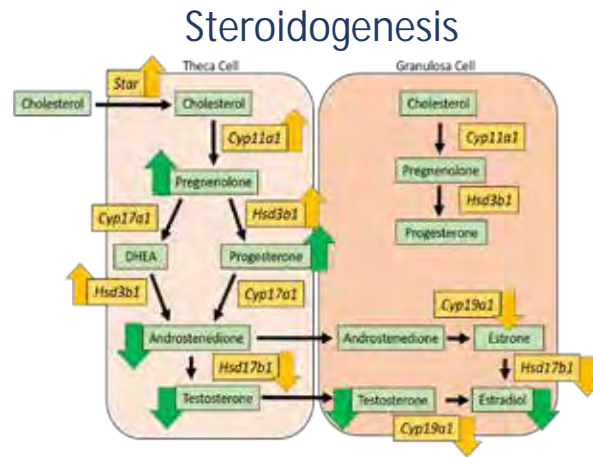 Steroidogenesis
Theca Cell
Granulosa Cell
Star
Cholesterol
Cholesterol
Cholesterol
Cyp11a1
Cyp11a1
Pregnenolone
Pregnenolone
Cyp17a1
Hsd3b1
Hsd3b1
DHEA
Progesterone
Progesterone
Hsd3b1
Cyp17a1
Cyp19a1
Androstenedione
Androstenedione
Estrone
Hsd17b1
Hsd17b1
Testosterone
Testosterone
Estradiol
Cyp19a1